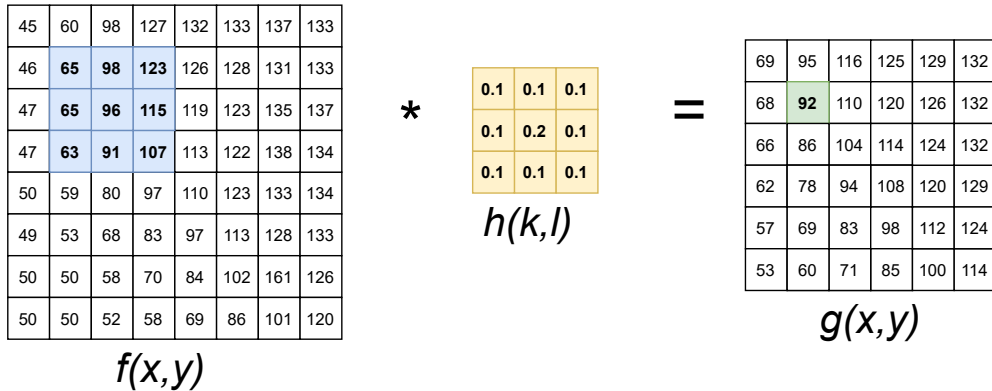 45 60 98 127 132 133 137 133
46 65 98 123 126 128 131 133
47 65 96 115 119 123 135 137
47 63 91 107 113 122 138 134
50 59 80 97 110 123 133 134
49 53 68 83 97 113 128 133
50 50 58 70 84 102 161 126
50 50 52 58 69 86 101 120
f(x,y)
*
0.1 0.1 0.1
0.1 0.2 0.1
0.1 0.1 0.1
h(k,l)
=
69 95 116 125 129 132
68 92 110 120 126 132
66 86 104 114 124 132
62 78 94 108 120 129
57 69 83 98 112 124
53 60 71 85 100 114
g(x,y)